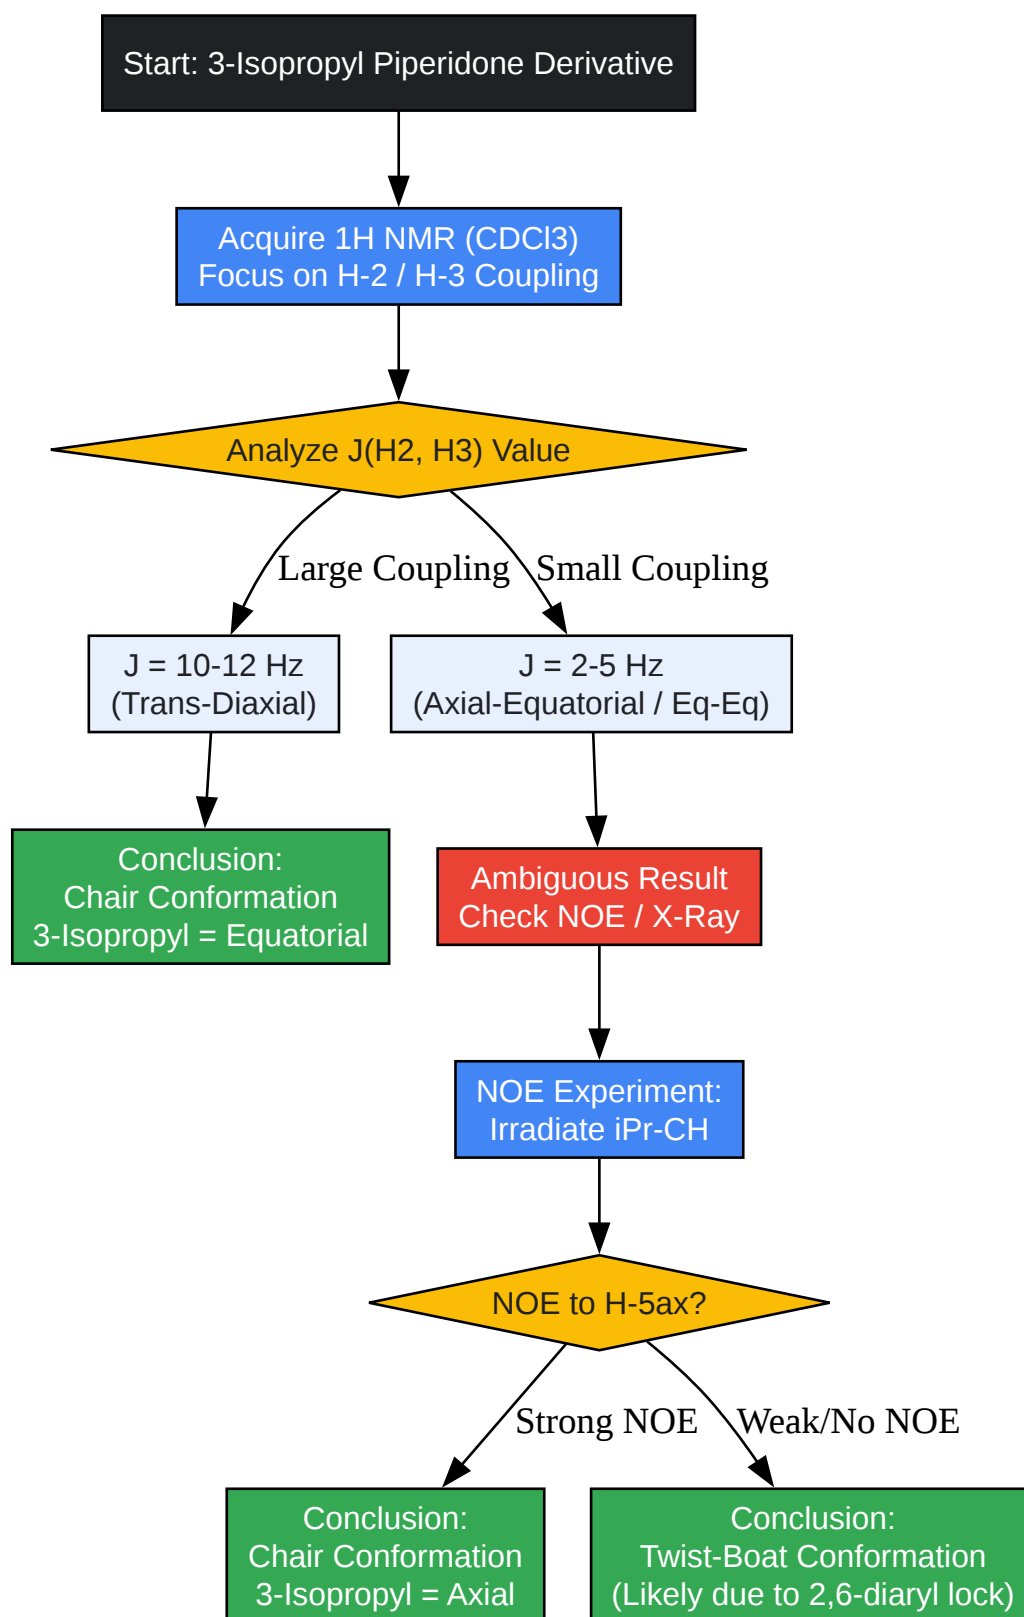 Start: 3-Isopropyl Piperidone Derivative
Acquire 1H NMR (CDCl3)
Focus on H-2 / H-3 Coupling
Analyze J(H2, H3) Value
Large Coupling
Small Coupling
J = 10-12 Hz
(Trans-Diaxial)
J = 2-5 Hz
(Axial-Equatorial / Eq-Eq)
Conclusion:
Chair Conformation
3-Isopropyl = Equatorial
Ambiguous Result
Check NOE / X-Ray
NOE Experiment:
Irradiate iPr-CH
NOE to H-5ax?
Strong NOE
Weak/No NOE
Conclusion:
Chair Conformation
3-Isopropyl = Axial
Conclusion:
Twist-Boat Conformation
(Likely due to 2,6-diaryl lock)